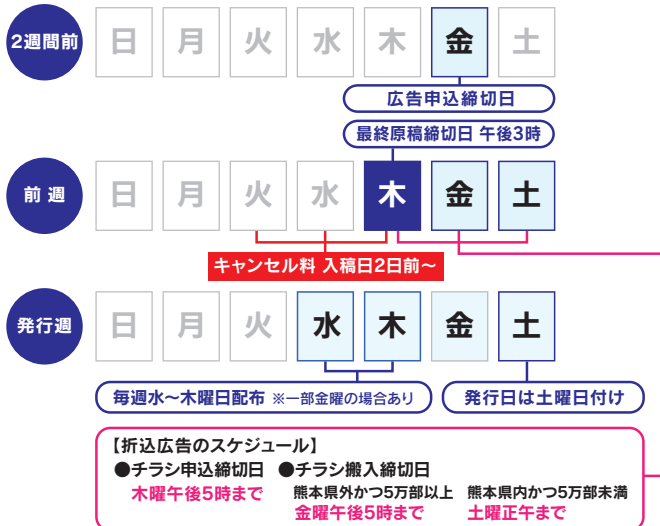 2週間前 日 月 火 水 木 金 土
広告申込締切日
最終原稿締切日 午後3時
前週 日 月 火 水 木 金 土
キャンセル料 入稿日2日前~
発行週 日 月 火 水 木 金 土
毎週水~木曜日配布 ※一部金曜の場合あり 発行日は土曜日付け
【折込広告のスケジュール】
●チラシ申込締切日 ●チラシ搬入締切日
木曜午後5時まで 熊本県外かつ5万部以上 熊本県内かつ5万部未満
金曜午後5時まで 土曜正午まで